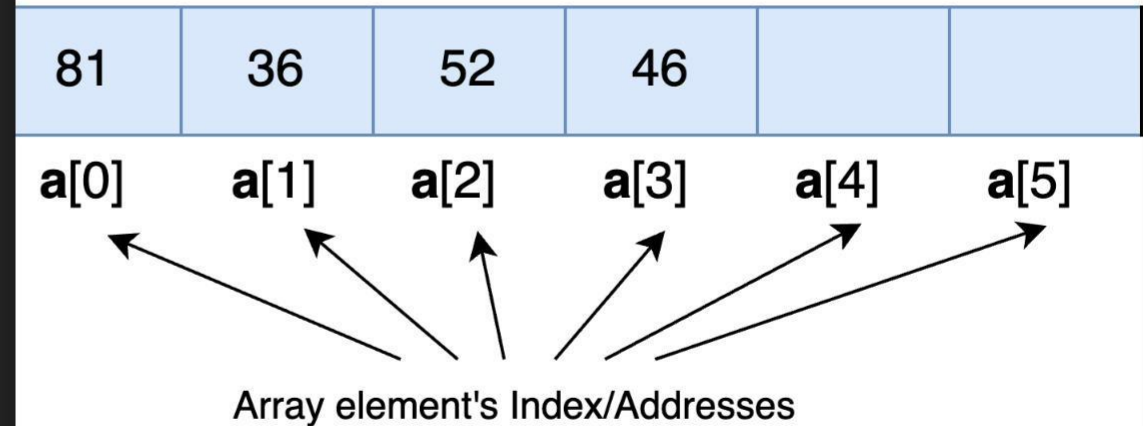 81 36 52 46
a[0] a[1] a[2] a[3] a[4] a[5]
Array element's Index/Addresses